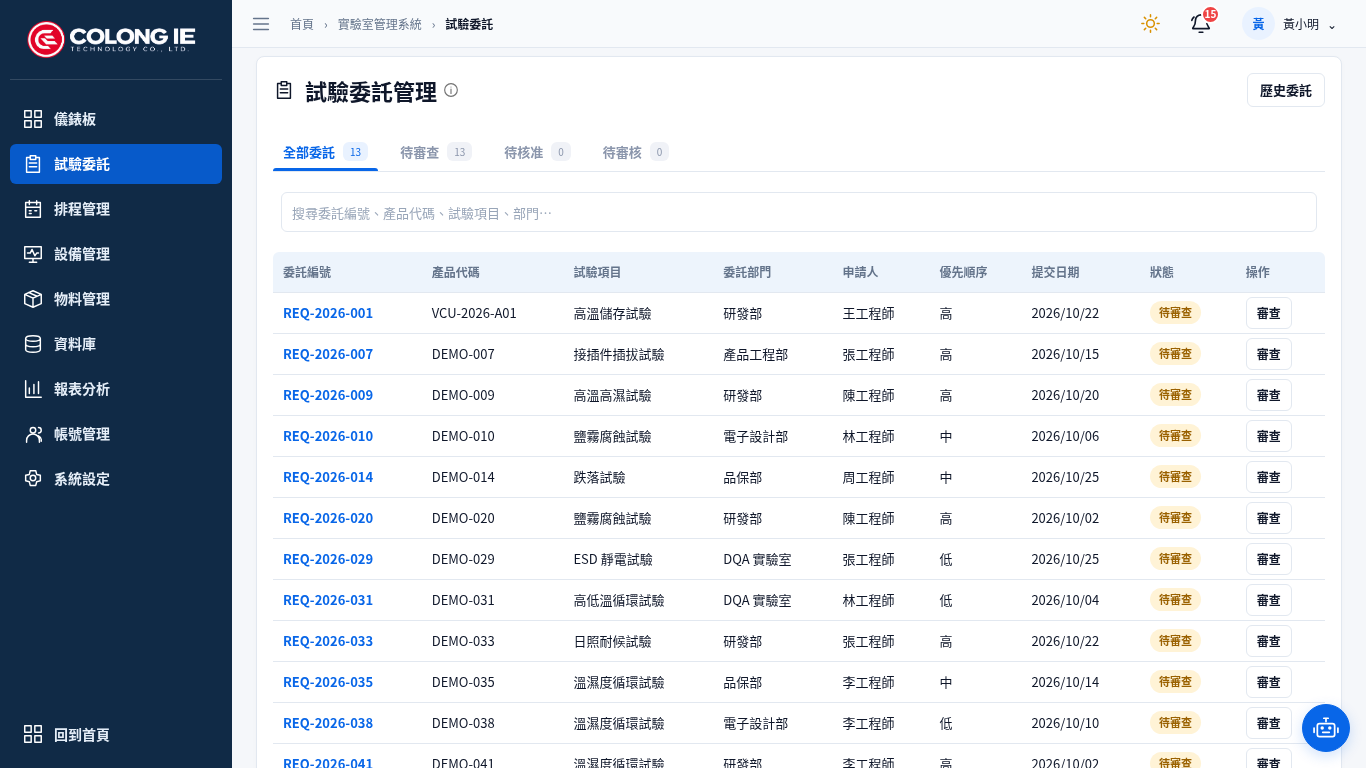 COLONG IE
TECHNOLOGY CO., LTD.
儀錶板
試驗委託
排程管理
設備管理
物料管理
資料庫
報表分析
帳號管理
系統設定
回到首頁
首頁 › 實驗室管理系統 › 試驗委託
15
黃 黃小明
試驗委託管理
歷史委託
全部委託 13 待審查 13 待核准 0 待審核 0
搜尋委託編號、產品代碼、試驗項目、部門…
委託編號 產品代碼 試驗項目 委託部門 申請人 優先順序 提交日期 狀態 操作
REQ-2026-001 VCU-2026-A01 高溫儲存試驗 研發部 王工程師 高 2026/10/22 待審查 審查
REQ-2026-007 DEMO-007 接插件插拔試驗 產品工程部 張工程師 高 2026/10/15 待審查 審查
REQ-2026-009 DEMO-009 高溫高濕試驗 研發部 陳工程師 高 2026/10/20 待審查 審查
REQ-2026-010 DEMO-010 鹽霧腐蝕試驗 電子設計部 林工程師 中 2026/10/06 待審查 審查
REQ-2026-014 DEMO-014 跌落試驗 品保部 周工程師 中 2026/10/25 待審查 審查
REQ-2026-020 DEMO-020 鹽霧腐蝕試驗 研發部 陳工程師 高 2026/10/02 待審查 審查
REQ-2026-029 DEMO-029 ESD 靜電試驗 DQA 實驗室 張工程師 低 2026/10/25 待審查 審查
REQ-2026-031 DEMO-031 高低溫循環試驗 DQA 實驗室 林工程師 低 2026/10/04 待審查 審查
REQ-2026-033 DEMO-033 日照耐候試驗 研發部 張工程師 高 2026/10/22 待審查 審查
REQ-2026-035 DEMO-035 溫濕度循環試驗 品保部 李工程師 中 2026/10/14 待審查 審查
REQ-2026-038 DEMO-038 溫濕度循環試驗 電子設計部 李工程師 低 2026/10/10 待審查 審查
REQ-2026-041 DEMO-041 溫濕度循環試驗 研發部 李工程師 高 2026/10/02 待審查 審查